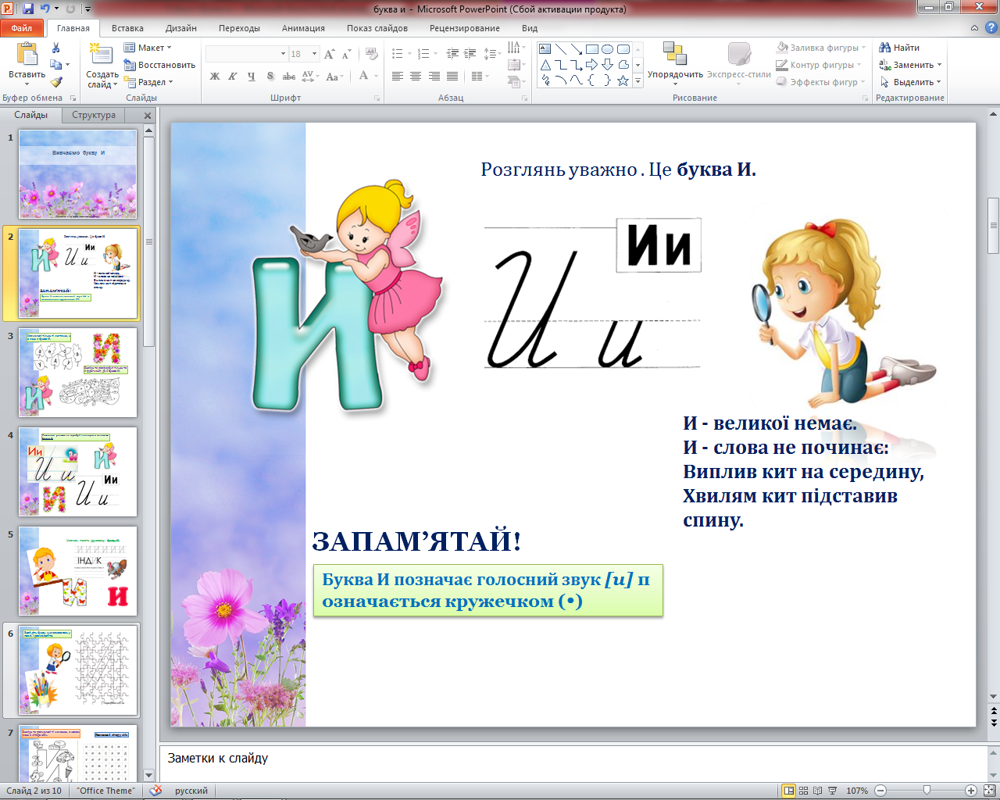 буква и - Microsoft PowerPoint (Сбой активации продукта)
Файл Главная Вставка Дизайн Переходы Анимация Показ слайдов Рецензирование Вид
Вставить
Буфер обмена
Создать слайд
Макет
Восстановить
Раздел
Слайды
18
Ж К Ч S abc AV Aa A
Шрифт
Абзац
Упорядочить
Экспресс-стили
Заливка фигуры
Контур фигуры
Эффекты фигур
Рисование
Найти
Заменить
Выделить
Редактирование
Слайды Структура
1
Вивчаємо букву И
2
3
4
5
ІНДИК
6
7
Розглянь уважно . Це буква И.
И
Ии
И и
И - великої немає.
И - слова не починає:
Виплив кит на середину,
Хвилям кит підставив
спину.
ЗАПАМ’ЯТАЙ!
Буква И позначає голосний звук [и] п
означається кружечком (•)
Заметки к слайду
Слайд 2 из 10 "Office Theme" русский 107%